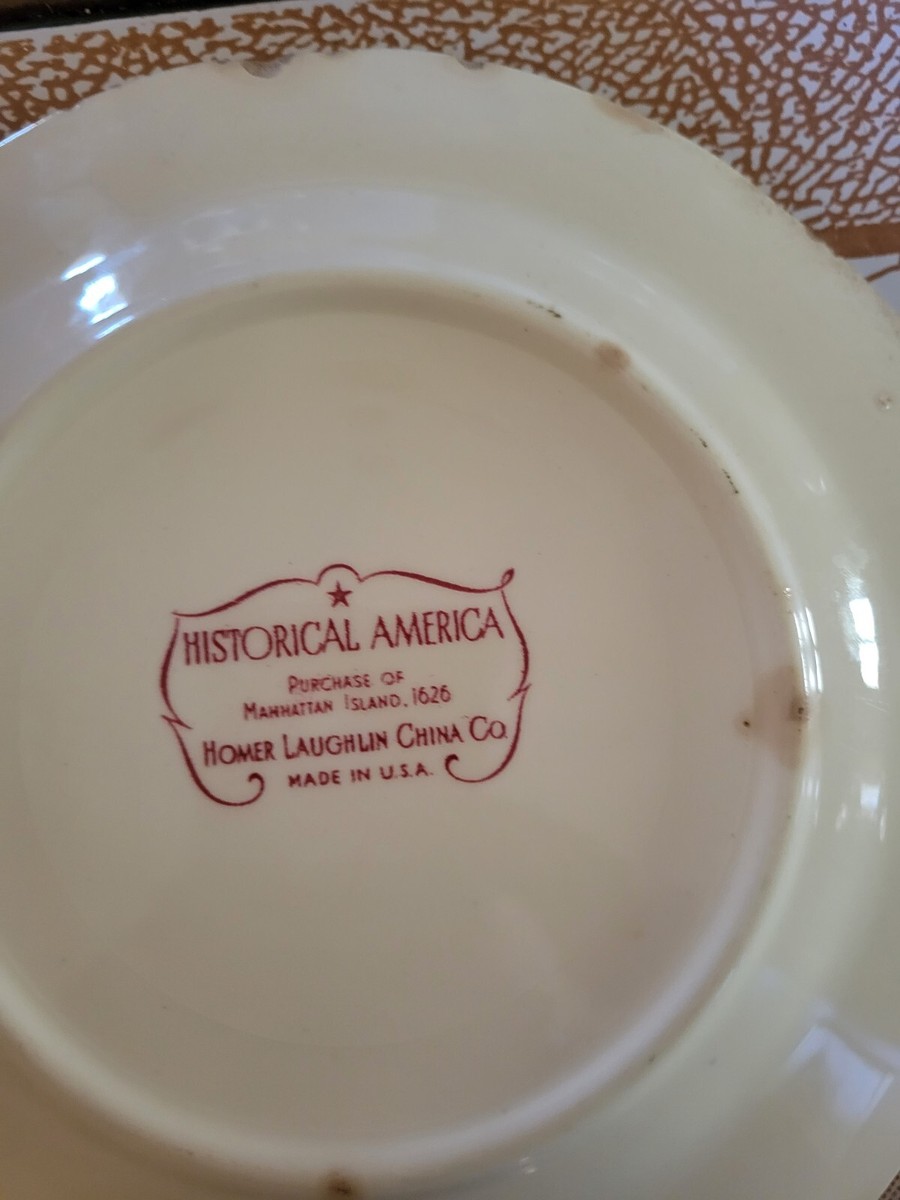 HISTORICAL AMERICA
PURCHASE OF
MANHATTAN ISLAND, 1626
HOMER LAUGHLIN CHINA CO.
MADE IN U.S.A.